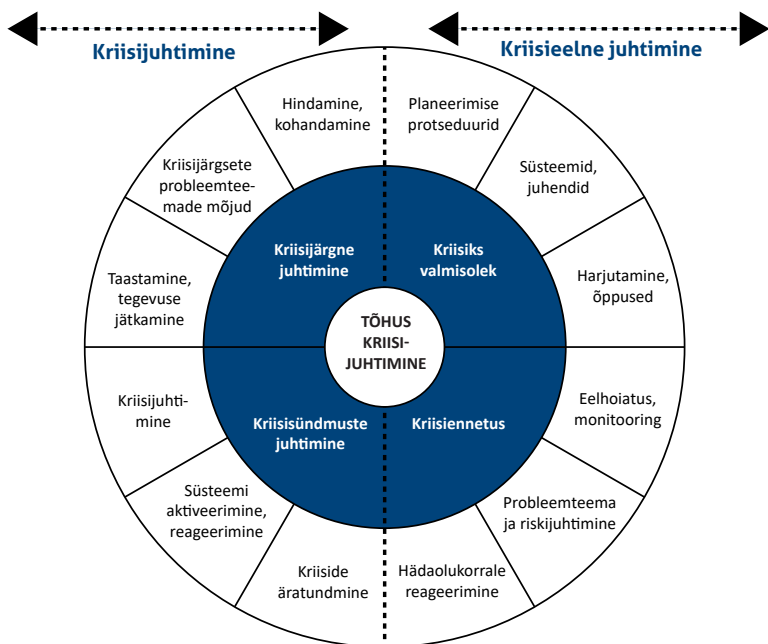 Kriisijuhtimine
Kriisieelne juhtimine
Hindamine,
kohandamine
Planeerimise
protseduurid
Kriisijärgsete
probleemtee-
made mõjud
Süsteemid,
juhendid
Kriisijärgne
juhtimine
Kriisiks
valmisolek
Taastamine,
tegevuse
jätkamine
Harjutamine,
õppused
TÕHUS
KRIISI-
JUHTIMINE
Kriisijuhti-
mine
Kriisisündmuste
juhtimine
Kriisiennetus
Eelhoiatus,
monitooring
Süsteemi
aktiveerimine,
reageerimine
Probleemteema
ja riskijuhtimine
Kriiside
äratundmine
Hädaolukorrale
reageerimine